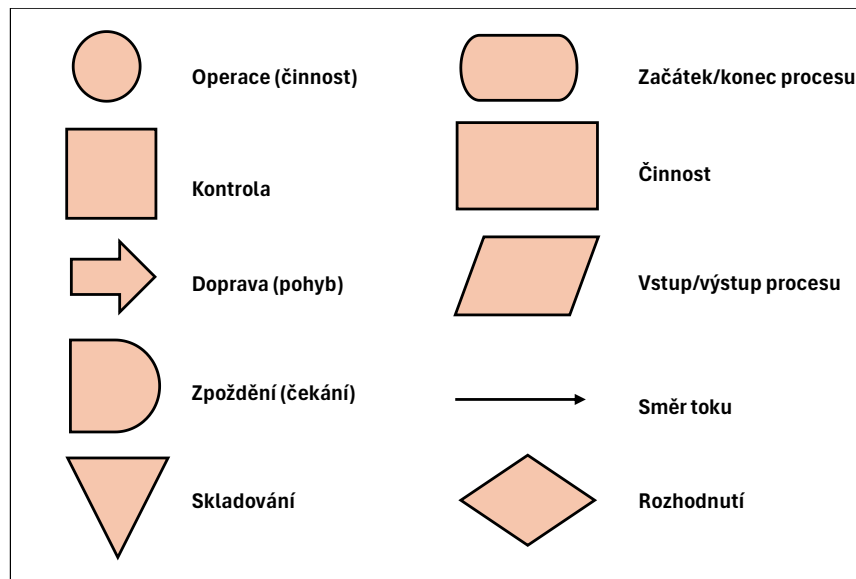 Operace (činnost)
Začátek/konec procesu
Kontrola
Činnost
Doprava (pohyb)
Vstup/výstup procesu
Zpoždění (čekání)
Směr toku
Skladování
Rozhodnutí